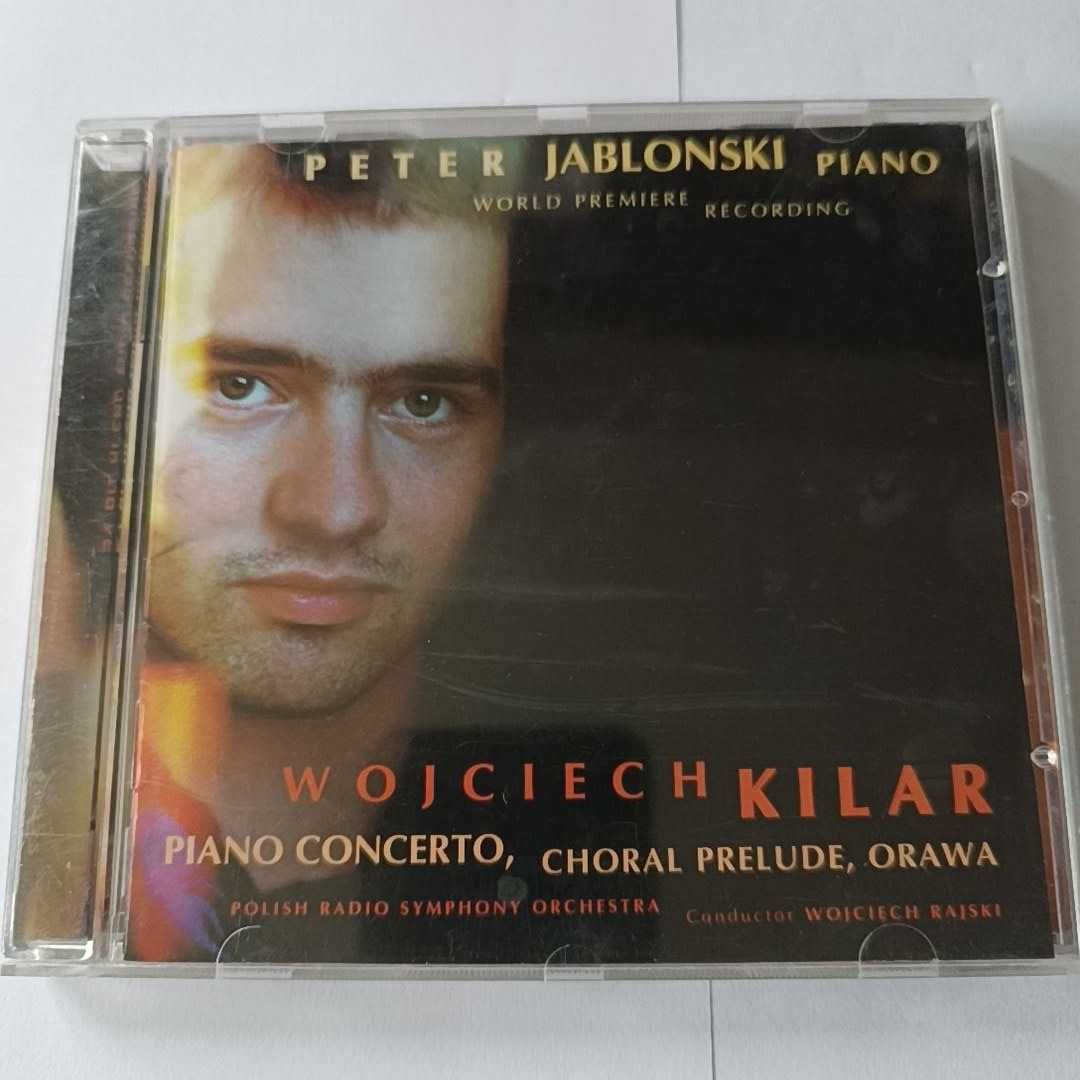 PETER JABLONSKI PIANO
WORLD PREMIERE RECORDING
WOJCIECH KILAR
PIANO CONCERTO, CHORAL PRELUDE, ORAWA
POLISH RADIO SYMPHONY ORCHESTRA Conductor WOJCIECH RAJSKI